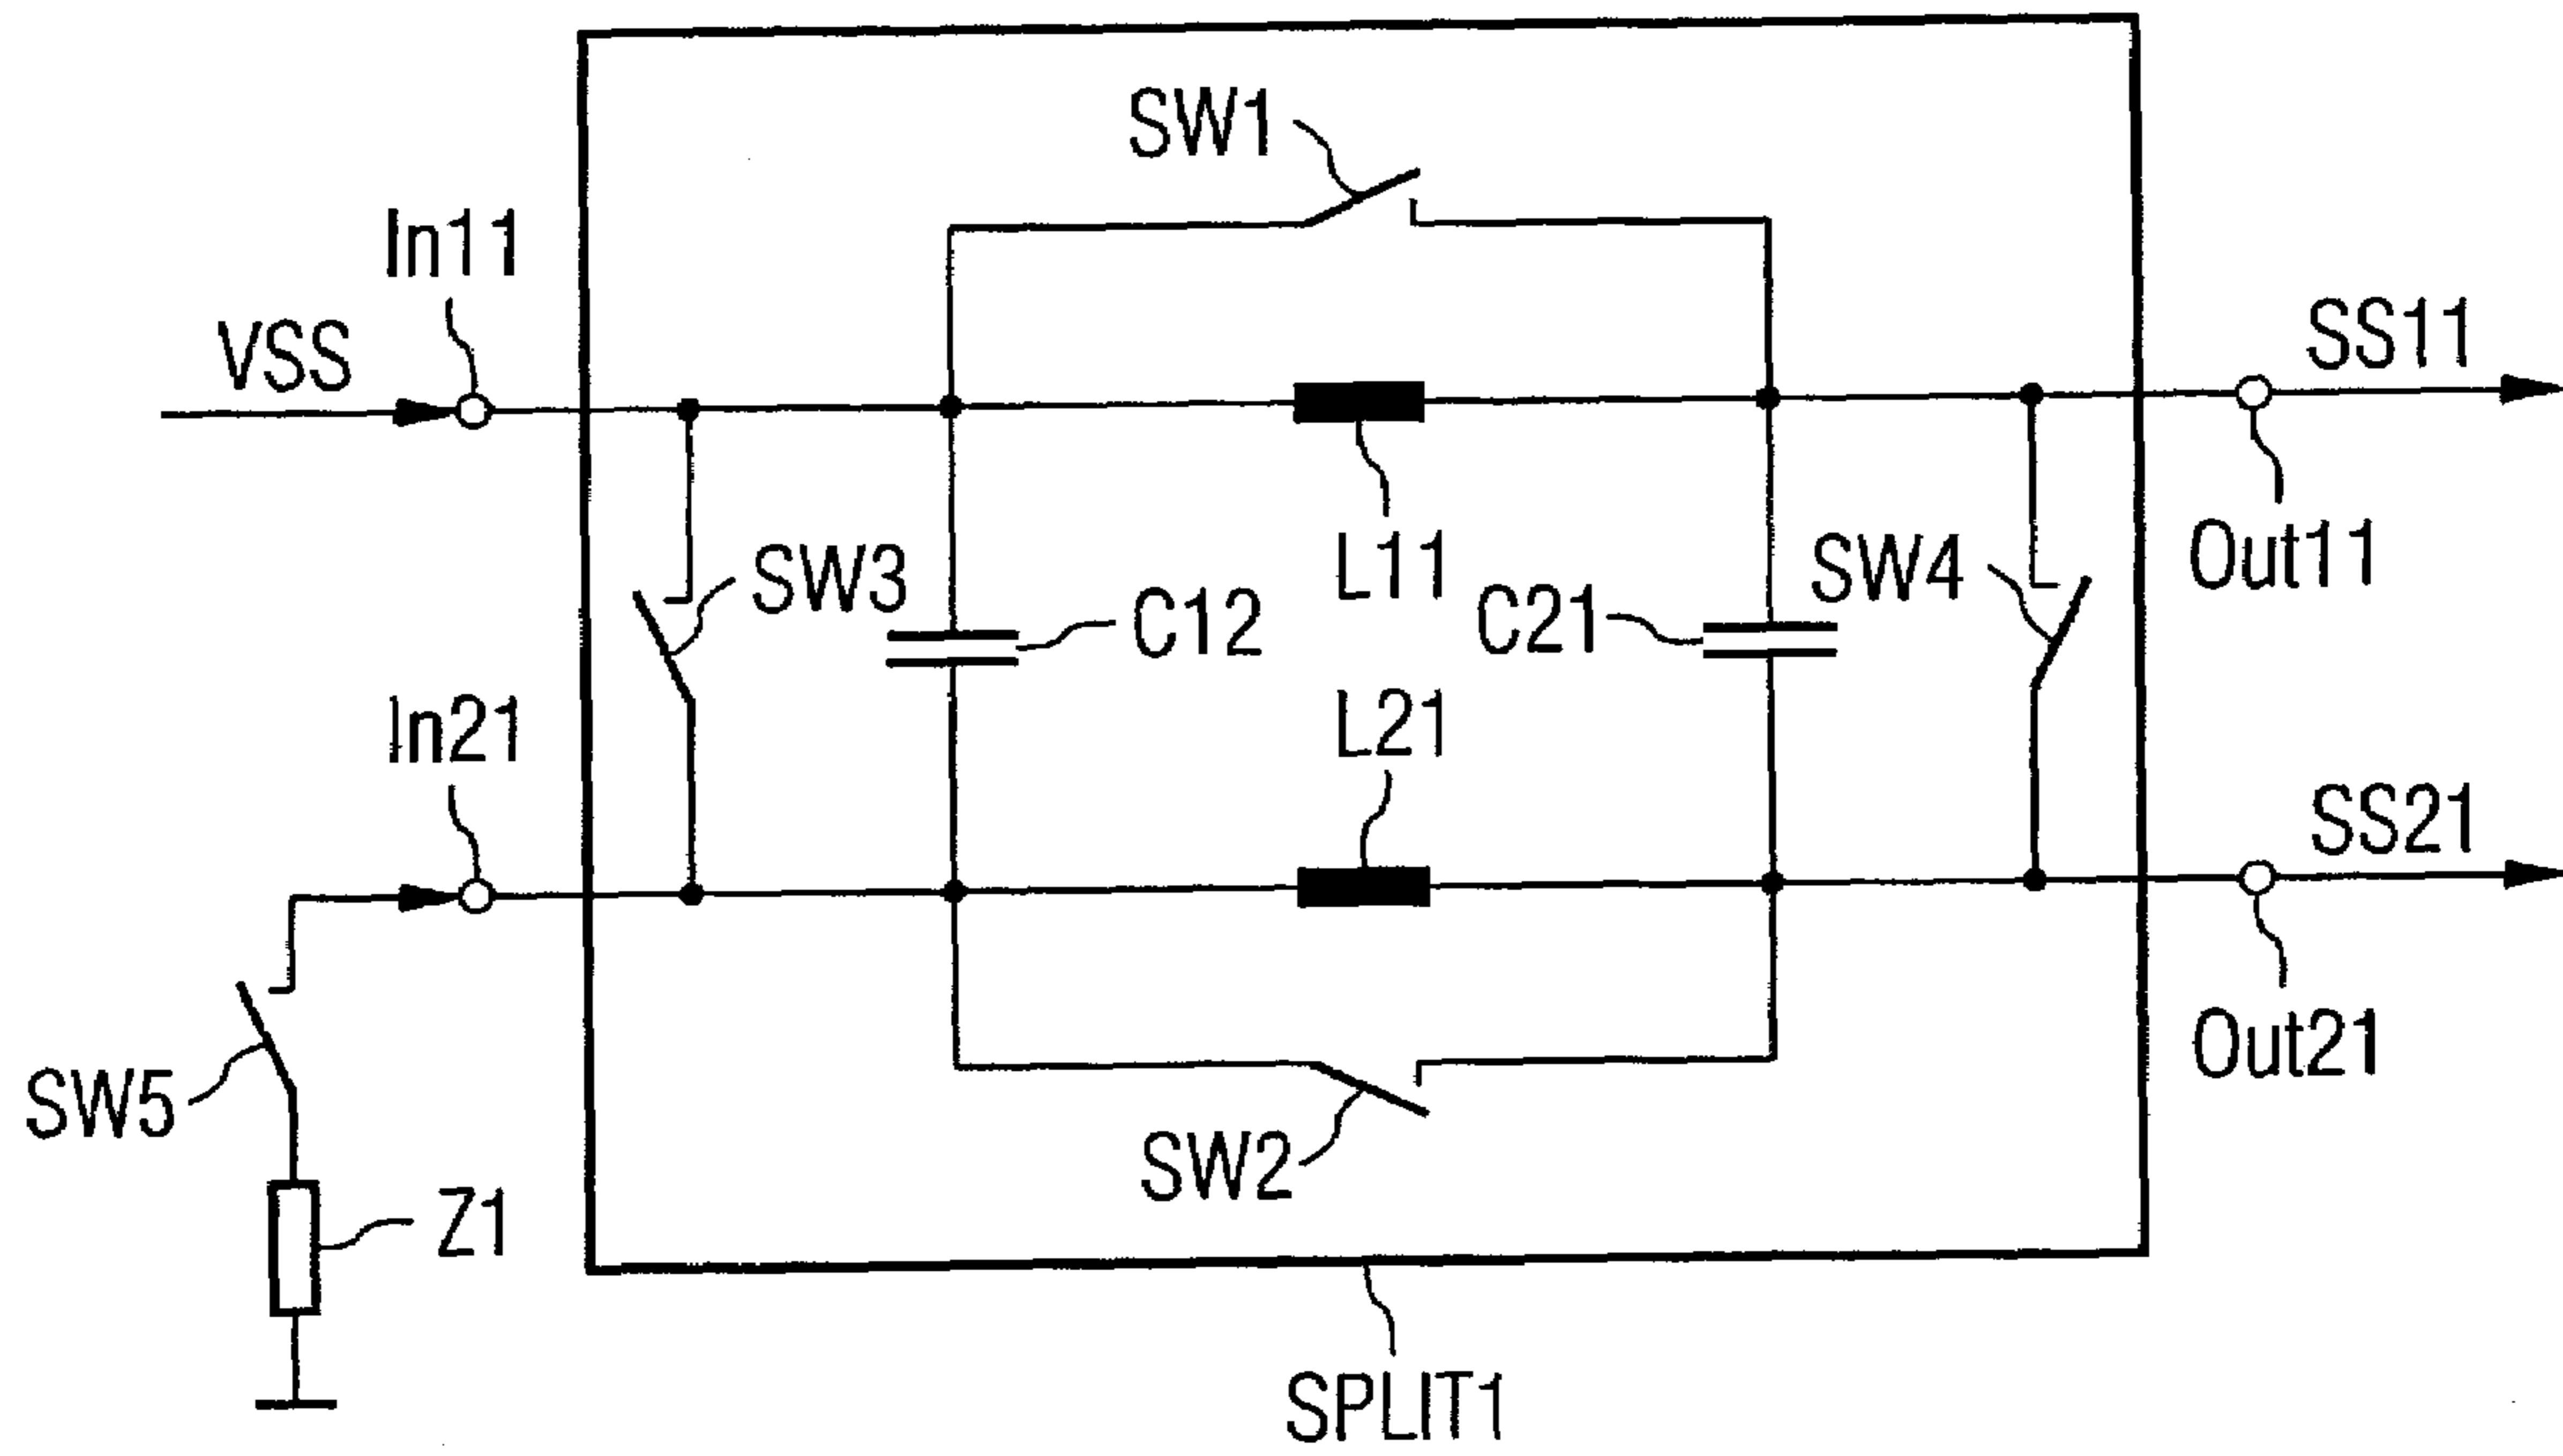 SW1
In11
VSS
SS11
L11
Out11
SW3
C12
C21
SW4
In21
L21
SS21
Out21
SW5
SW2
Z1
SPLIT1